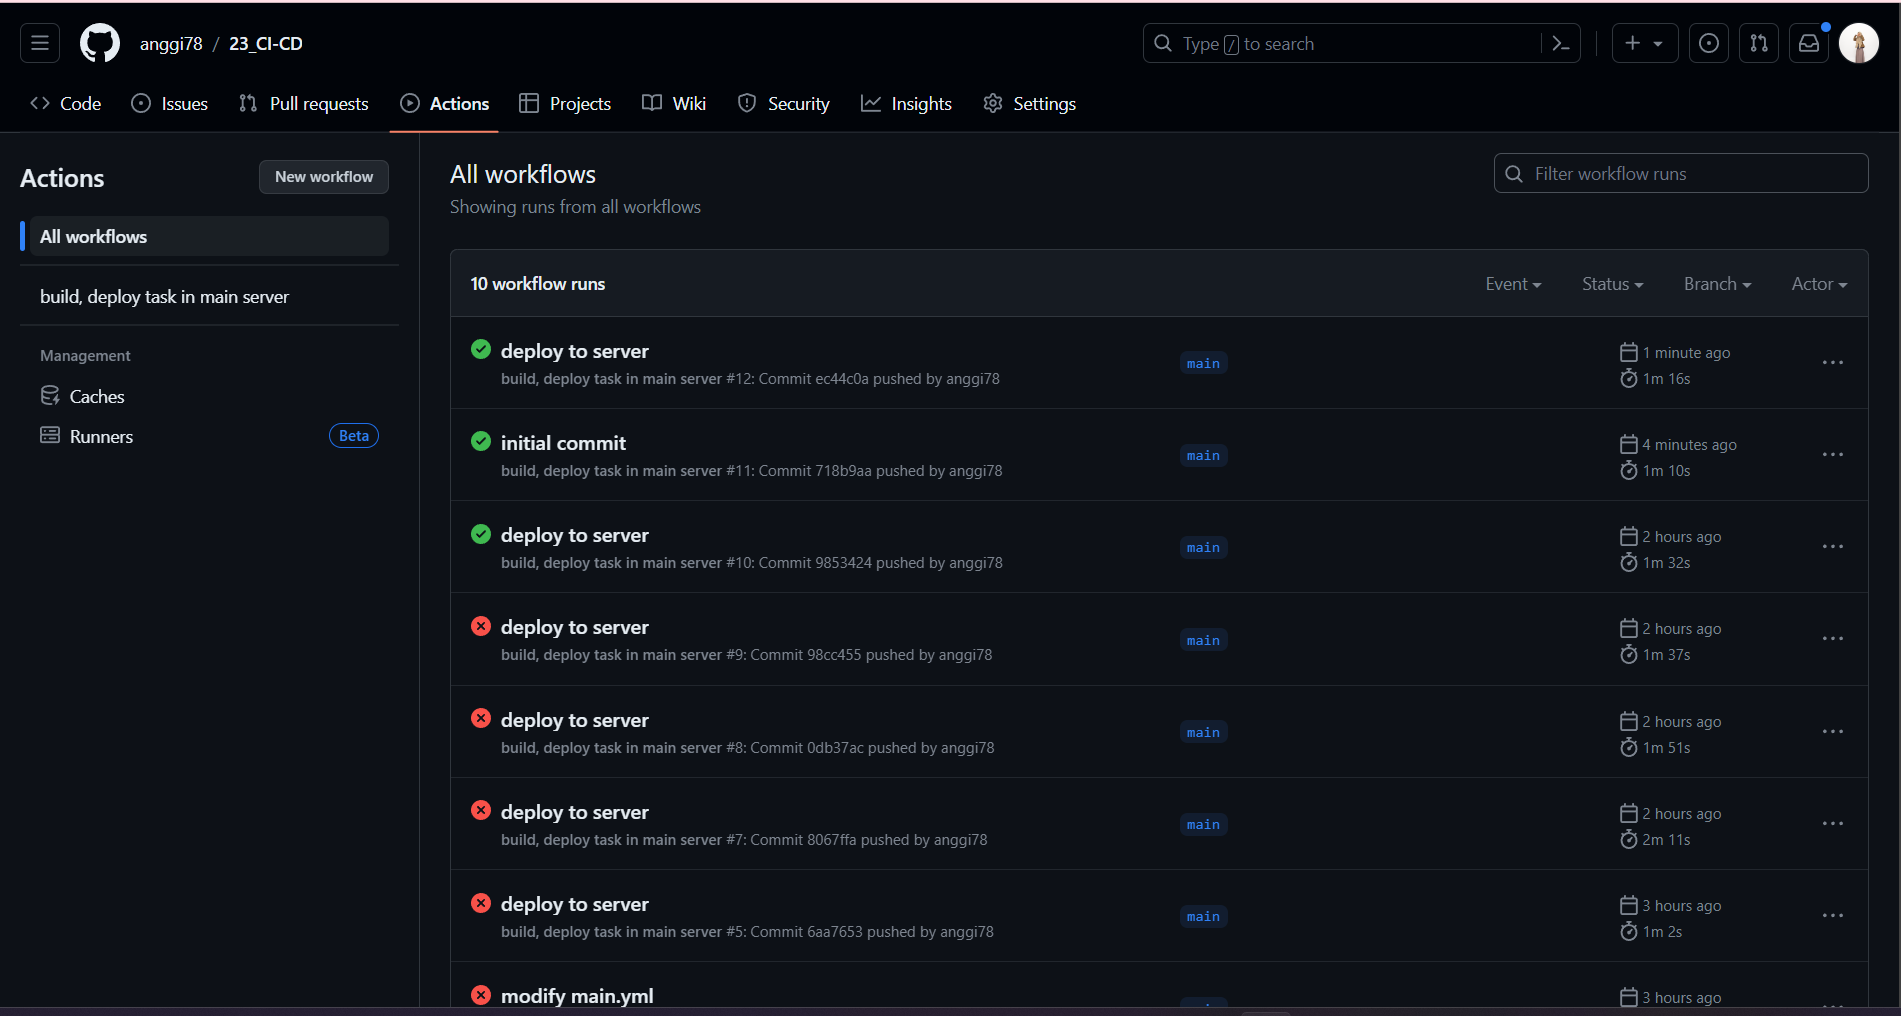 anggi78 / 23_CI-CD
Type / to search
Code Issues Pull requests Actions Projects Wiki Security Insights Settings
Actions
New workflow
All workflows
build, deploy task in main server
Management
Caches
Runners
Beta
All workflows
Showing runs from all workflows
Filter workflow runs
10 workflow runs
Event Status Branch Actor
deploy to server
build, deploy task in main server #12: Commit ec44c0a pushed by anggi78
main
1 minute ago
1m 16s
initial commit
build, deploy task in main server #11: Commit 718b9aa pushed by anggi78
main
4 minutes ago
1m 10s
deploy to server
build, deploy task in main server #10: Commit 9853424 pushed by anggi78
main
2 hours ago
1m 32s
deploy to server
build, deploy task in main server #9: Commit 98cc455 pushed by anggi78
main
2 hours ago
1m 37s
deploy to server
build, deploy task in main server #8: Commit 0db37ac pushed by anggi78
main
2 hours ago
1m 51s
deploy to server
build, deploy task in main server #7: Commit 8067ffa pushed by anggi78
main
2 hours ago
2m 11s
deploy to server
build, deploy task in main server #5: Commit 6aa7653 pushed by anggi78
main
3 hours ago
1m 2s
modify main.yml
3 hours ago